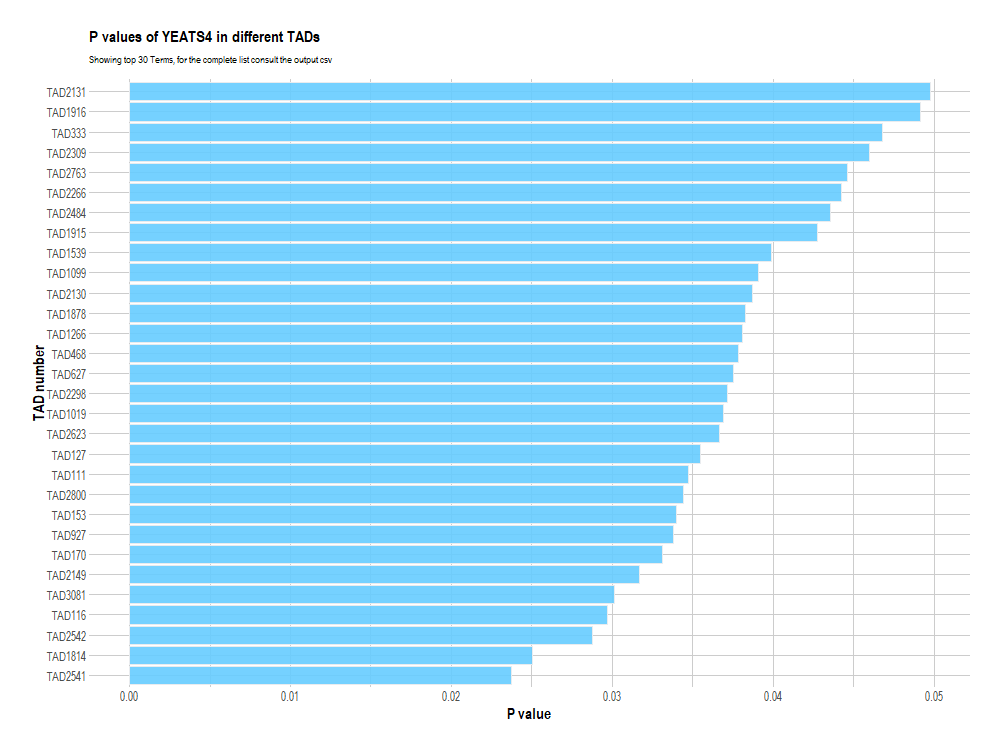 P values of YEATS4 in different TADs
Showing top 30 Terms, for the complete list consult the output csv
TAD2131
TAD1916
TAD333
TAD2309
TAD2763
TAD2266
TAD2484
TAD1915
TAD1539
TAD1099
TAD2130
TAD1878
TAD1266
TAD468
TAD627
TAD2298
TAD1019
TAD2623
TAD127
TAD111
TAD2800
TAD153
TAD927
TAD170
TAD2149
TAD3081
TAD116
TAD2542
TAD1814
TAD2541
TAD number
0.00 0.01 0.02 0.03 0.04 0.05
P value